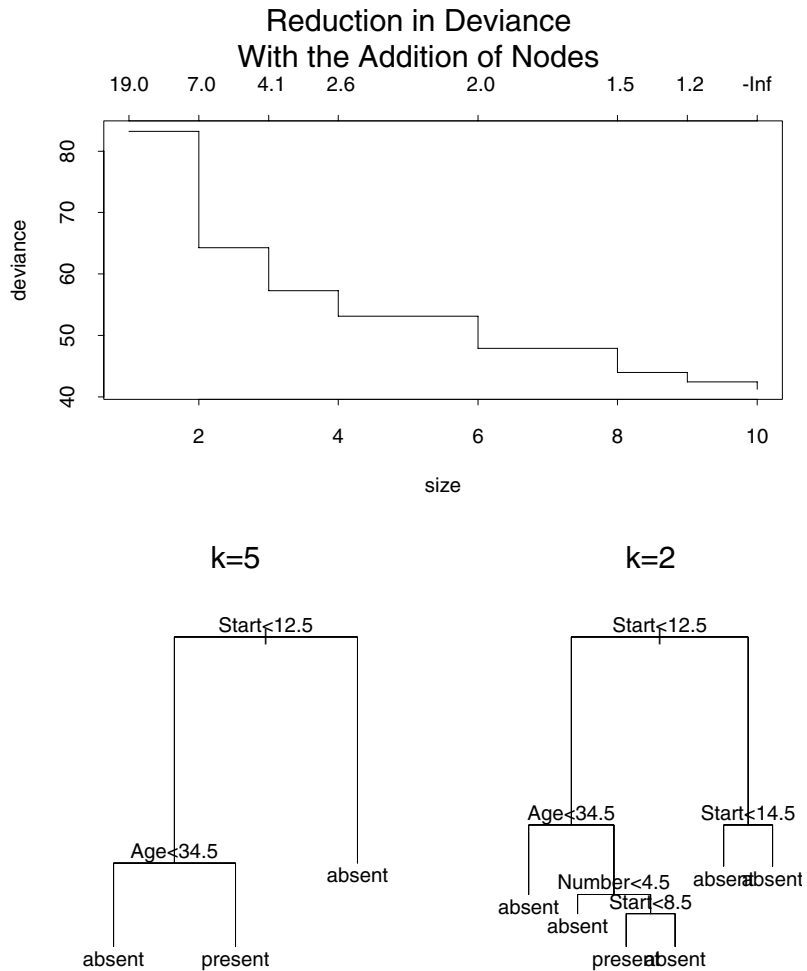 Reduction in Deviance
With the Addition of Nodes
19.0 7.0 4.1 2.6 2.0 1.5 1.2 -Inf
80
70
60
50
40
deviance
2 4 6 8 10
size
k=5
Start<12.5
Age<34.5
absent
absent present
k=2
Start<12.5
Age<34.5 Start<14.5
absent absent
Number<4.5
absent
Start<8.5
absent
present absent